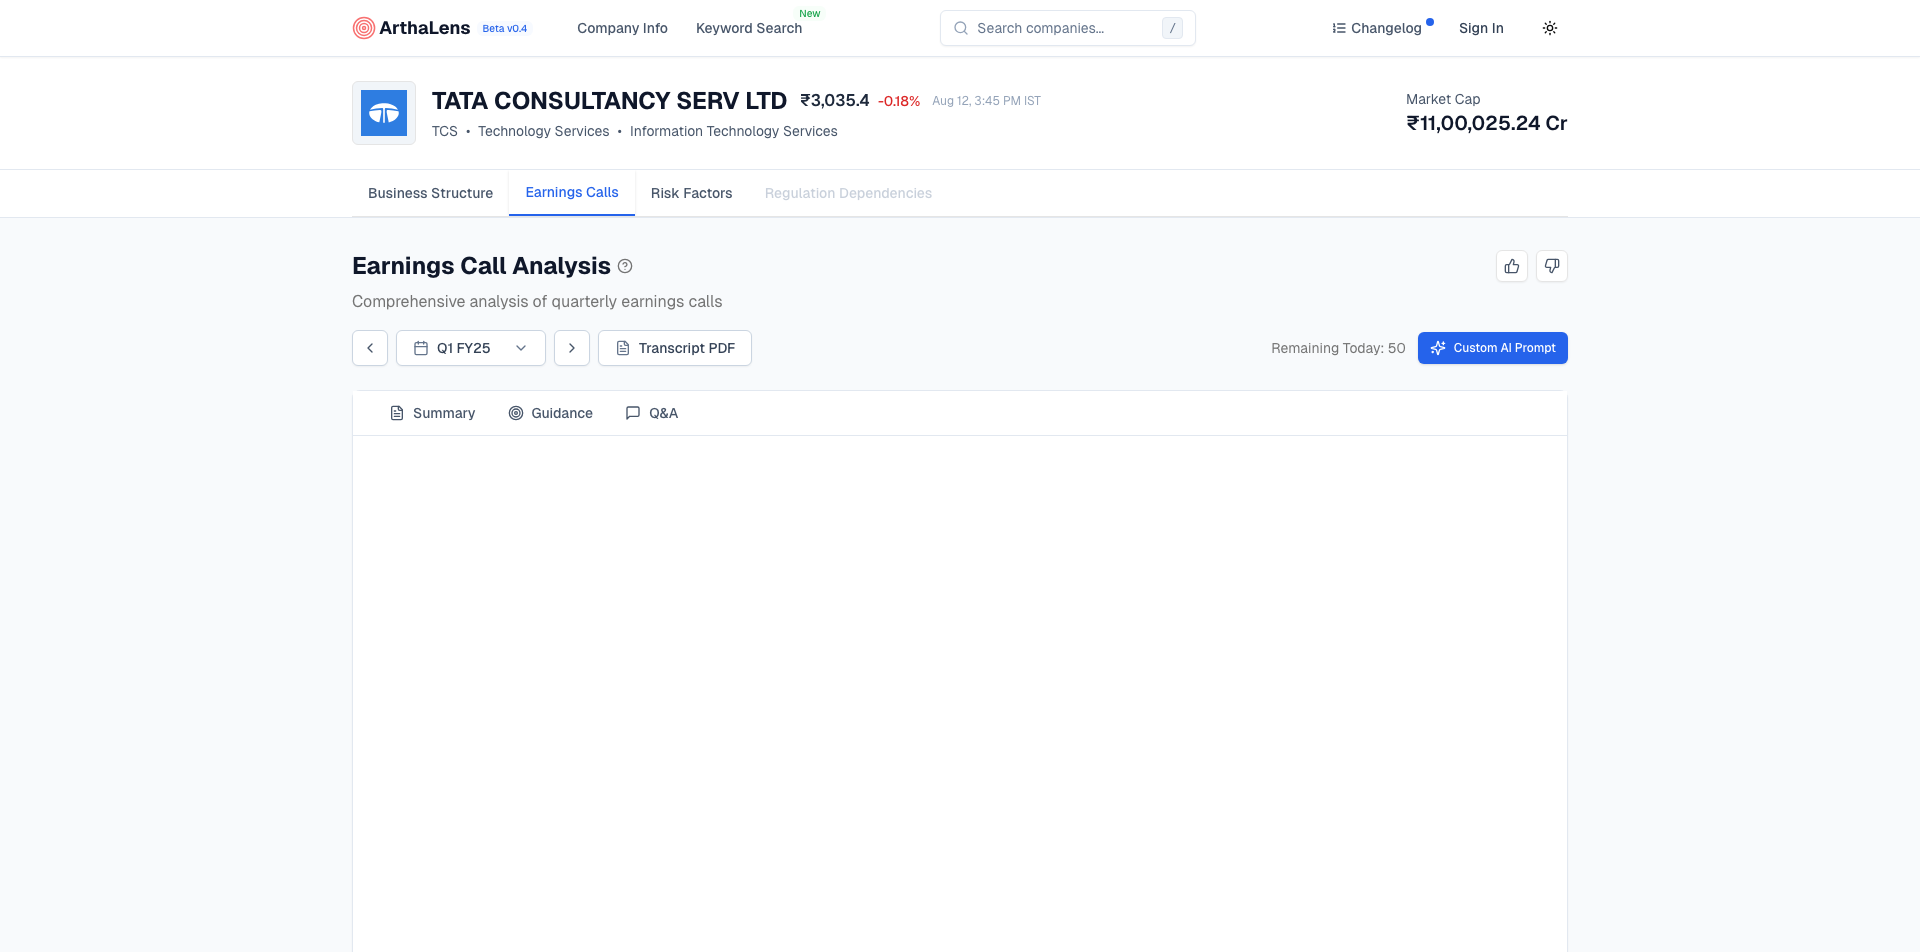 ArthaLens Beta v0.4 Company Info Keyword Search New Search companies... / Changelog Sign In
TATA CONSULTANCY SERV LTD ₹3,035.4 -0.18% Aug 12, 3:45 PM IST
TCS • Technology Services • Information Technology Services
Market Cap
₹11,00,025.24 Cr
Business Structure Earnings Calls Risk Factors Regulation Dependencies
Earnings Call Analysis
Comprehensive analysis of quarterly earnings calls
Q1 FY25 Transcript PDF Remaining Today: 50 Custom AI Prompt
Summary Guidance Q&A